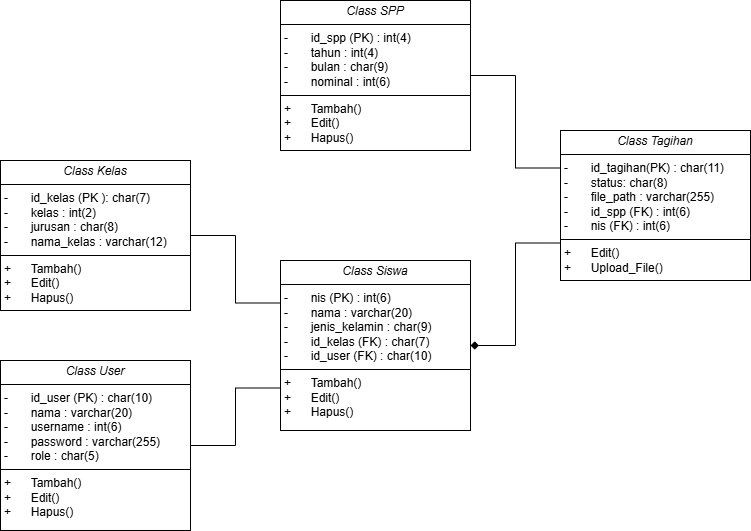 Class SPP
- id_spp (PK) : int(4)
- tahun : int(4)
- bulan : char(9)
- nominal : int(6)
+ Tambah()
+ Edit()
+ Hapus()
Class Tagihan
- id_tagihan(PK) : char(11)
- status: char(8)
- file_path : varchar(255)
- id_spp (FK) : int(6)
- nis (FK) : int(6)
+ Edit()
+ Upload_File()
Class Kelas
- id_kelas (PK ): char(7)
- kelas : int(2)
- jurusan : char(8)
- nama_kelas : varchar(12)
+ Tambah()
+ Edit()
+ Hapus()
Class Siswa
- nis (PK) : int(6)
- nama : varchar(20)
- jenis_kelamin : char(9)
- id_kelas (FK) : char(7)
- id_user (FK) : char(10)
+ Tambah()
+ Edit()
+ Hapus()
Class User
- id_user (PK) : char(10)
- nama : varchar(20)
- username : int(6)
- password : varchar(255)
- role : char(5)
+ Tambah()
+ Edit()
+ Hapus()